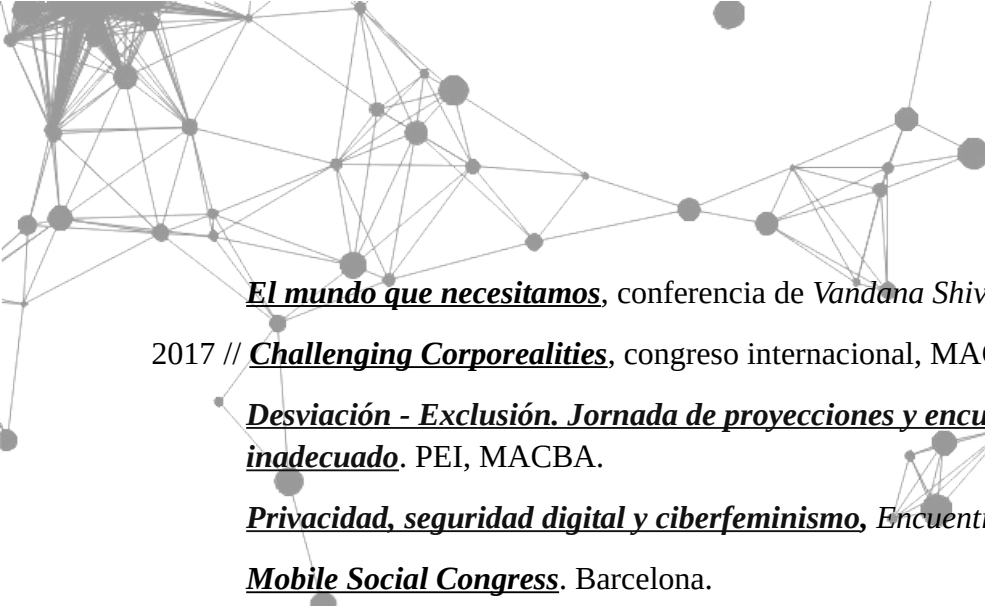 El mundo que necesitamos, conferencia de Vandana Shiv
2017 // Challenging Corporealities, congreso internacional, MAC
Desviación - Exclusión. Jornada de proyecciones y encu
inadecuado. PEI, MACBA.
Privacidad, seguridad digital y ciberfeminismo, Encuentr
Mobile Social Congress. Barcelona.